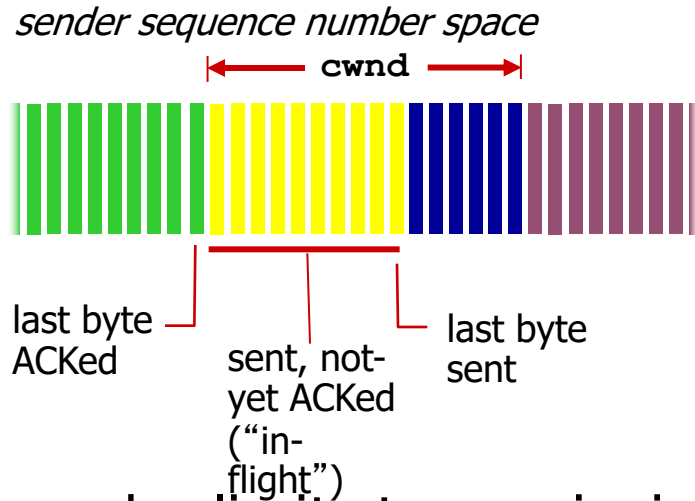 sender sequence number space
cwnd
last byte
ACKed
sent, not-
yet ACKed
(“in-
flight”)
last byte
sent